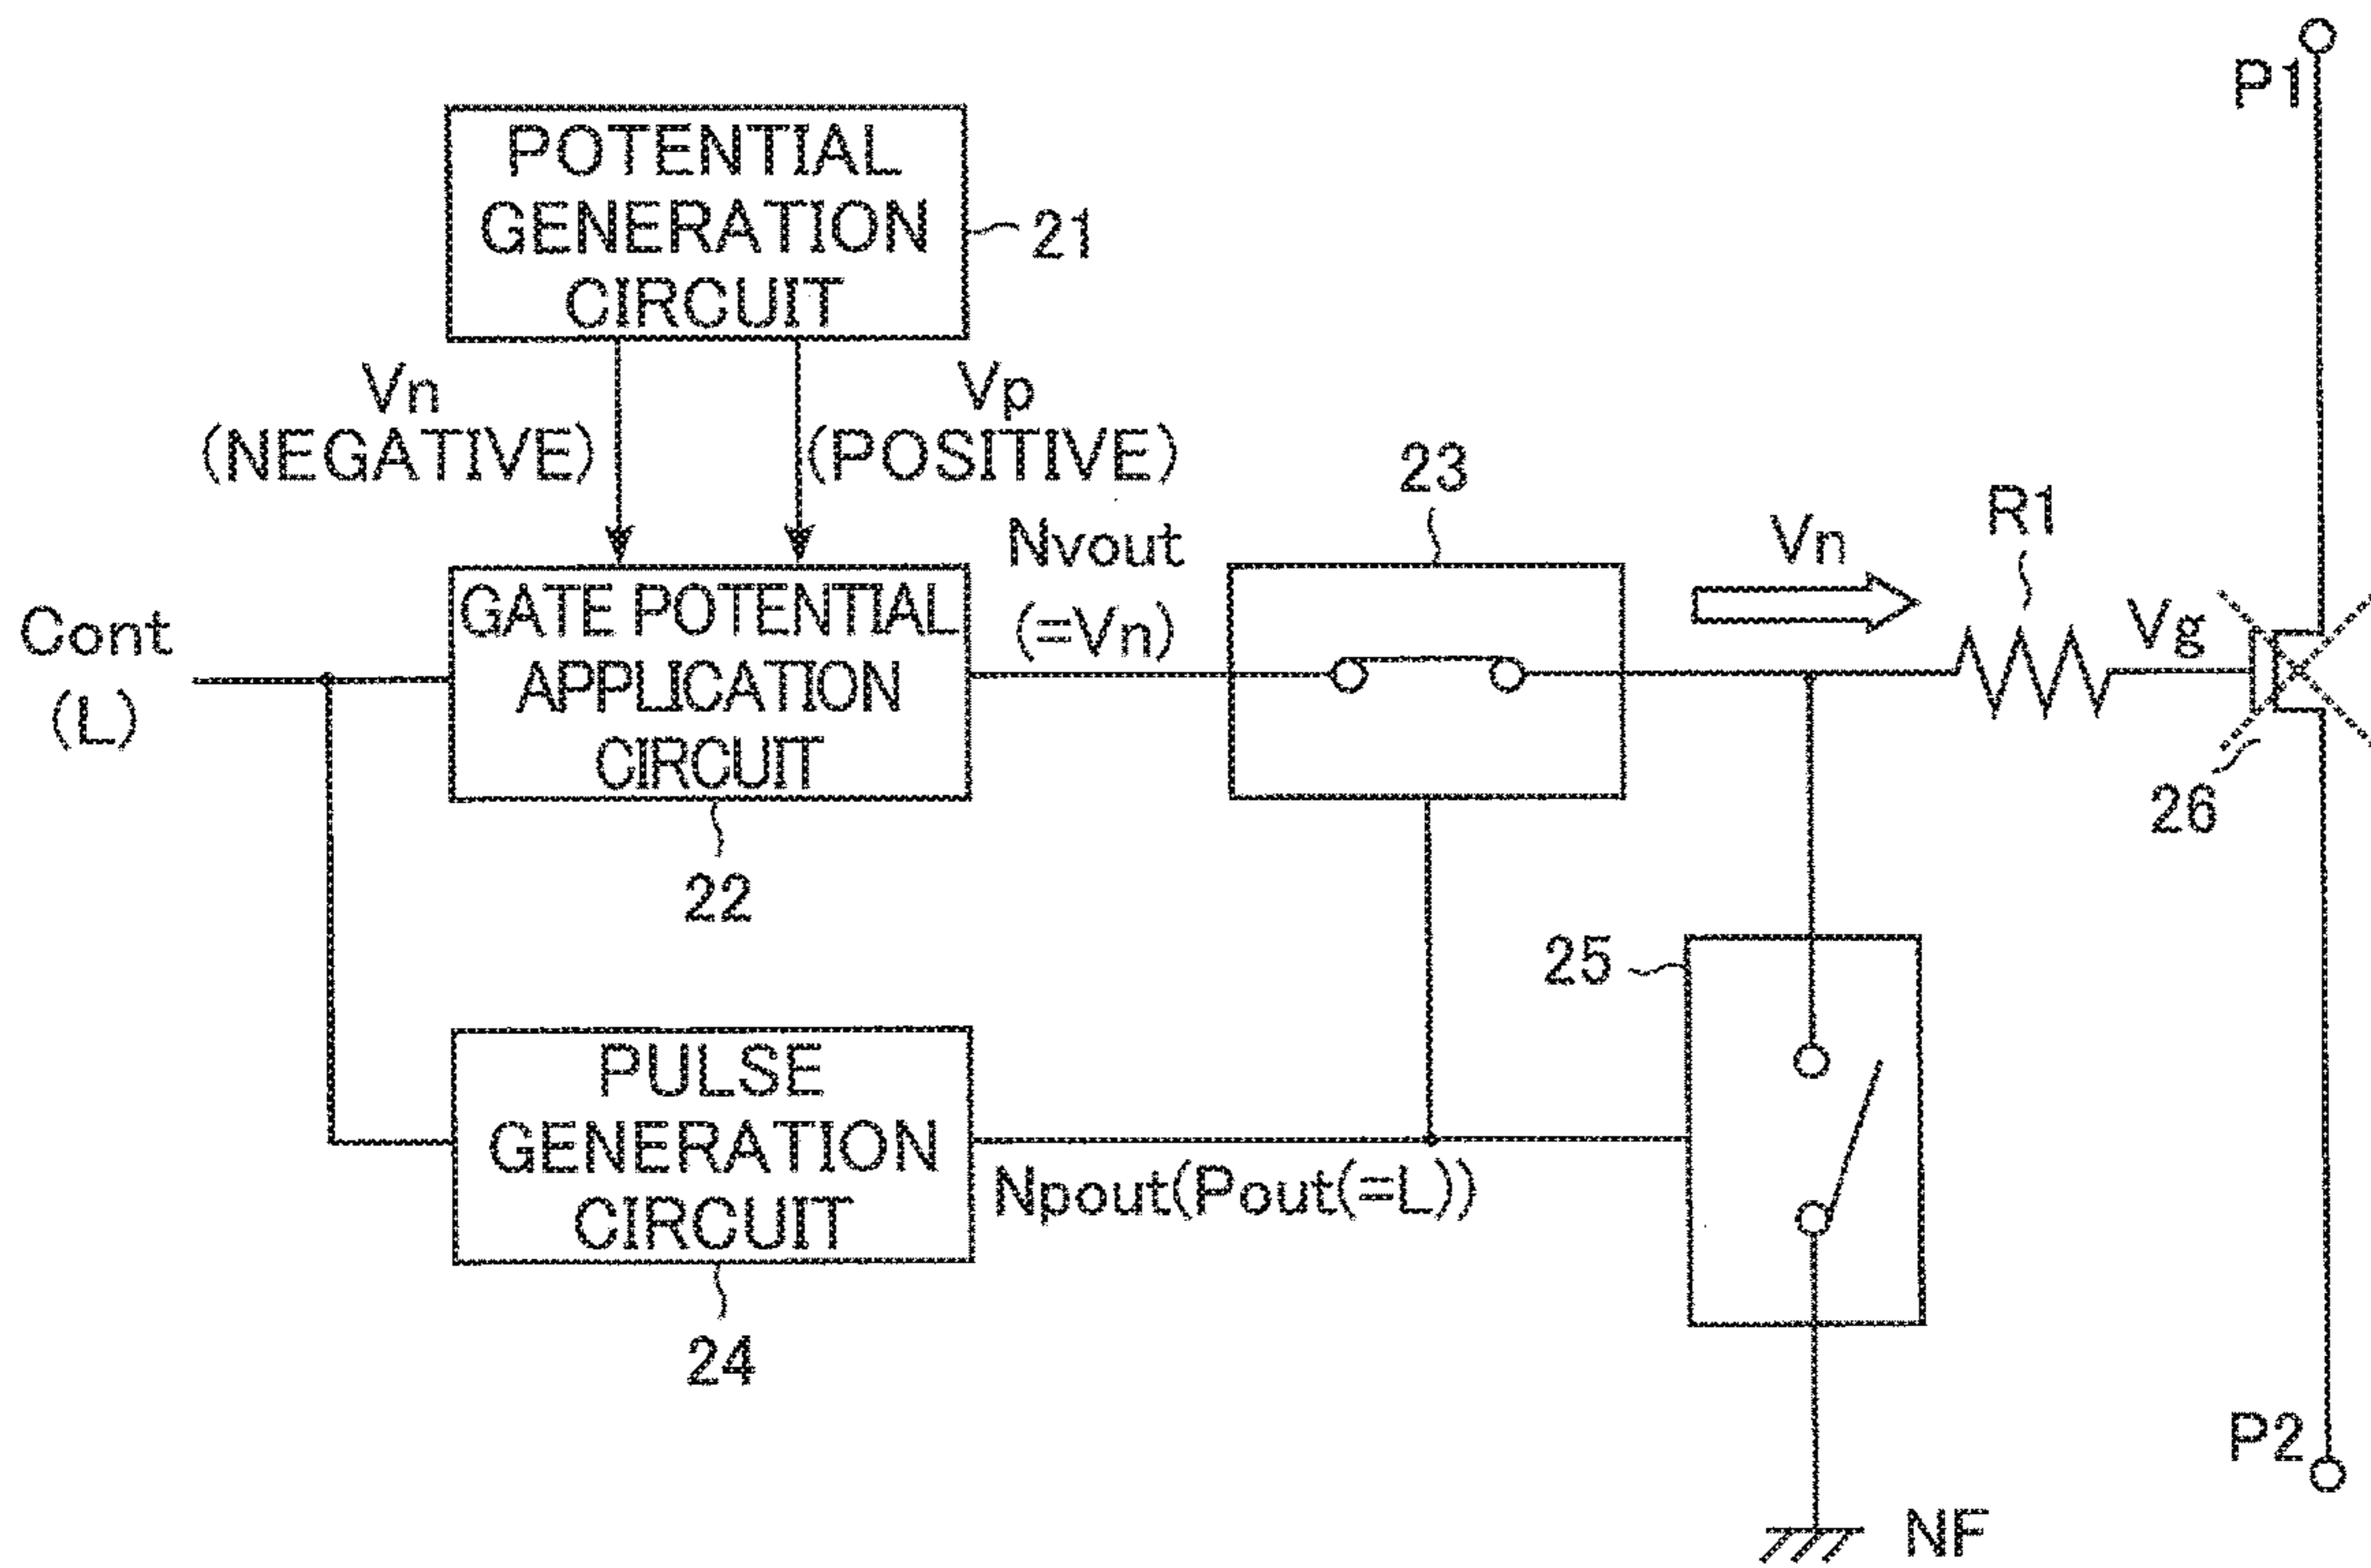 P1
POTENTIAL
GENERATION
CIRCUIT
21
Vn
(NEGATIVE)
Vp
(POSITIVE)
23
R1
Nvout
(=Vn)
Vn
Vg
Cont
(L)
GATE POTENTIAL
APPLICATION
CIRCUIT
22
26
25
PULSE
GENERATION
CIRCUIT
24
Npout(Pout(=L))
P2
NF